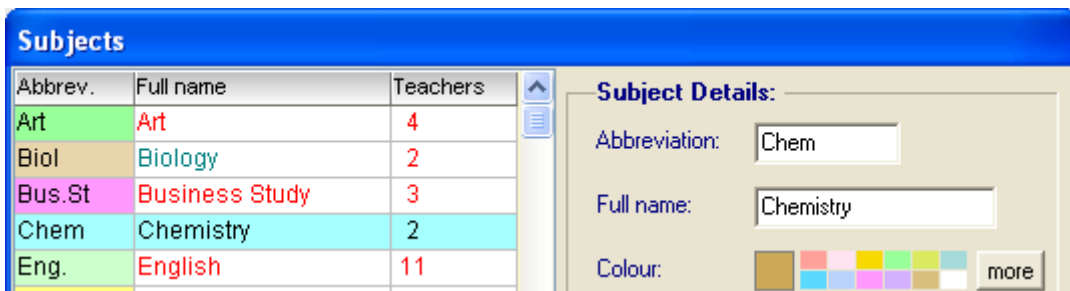 Subjects
Abbrev. Full name Teachers
Art Art 4
Biol Biology 2
Bus.St Business Study 3
Chem Chemistry 2
Eng. English 11
Subject Details:
Abbreviation: Chem
Full name: Chemistry
Colour: more